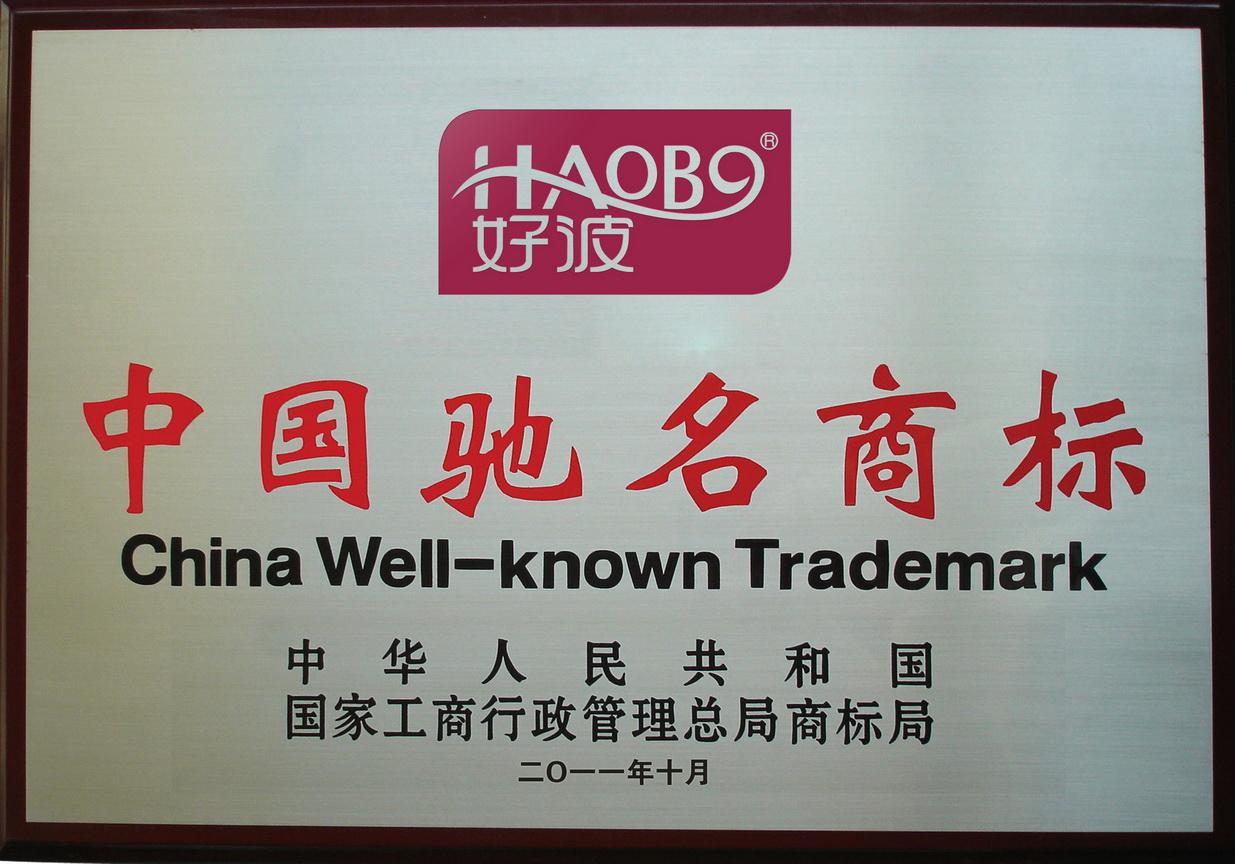 HAOBO®
好波
中国驰名商标
China Well-known Trademark
中华人民共和国
国家工商行政管理总局商标局
二〇一一年十月